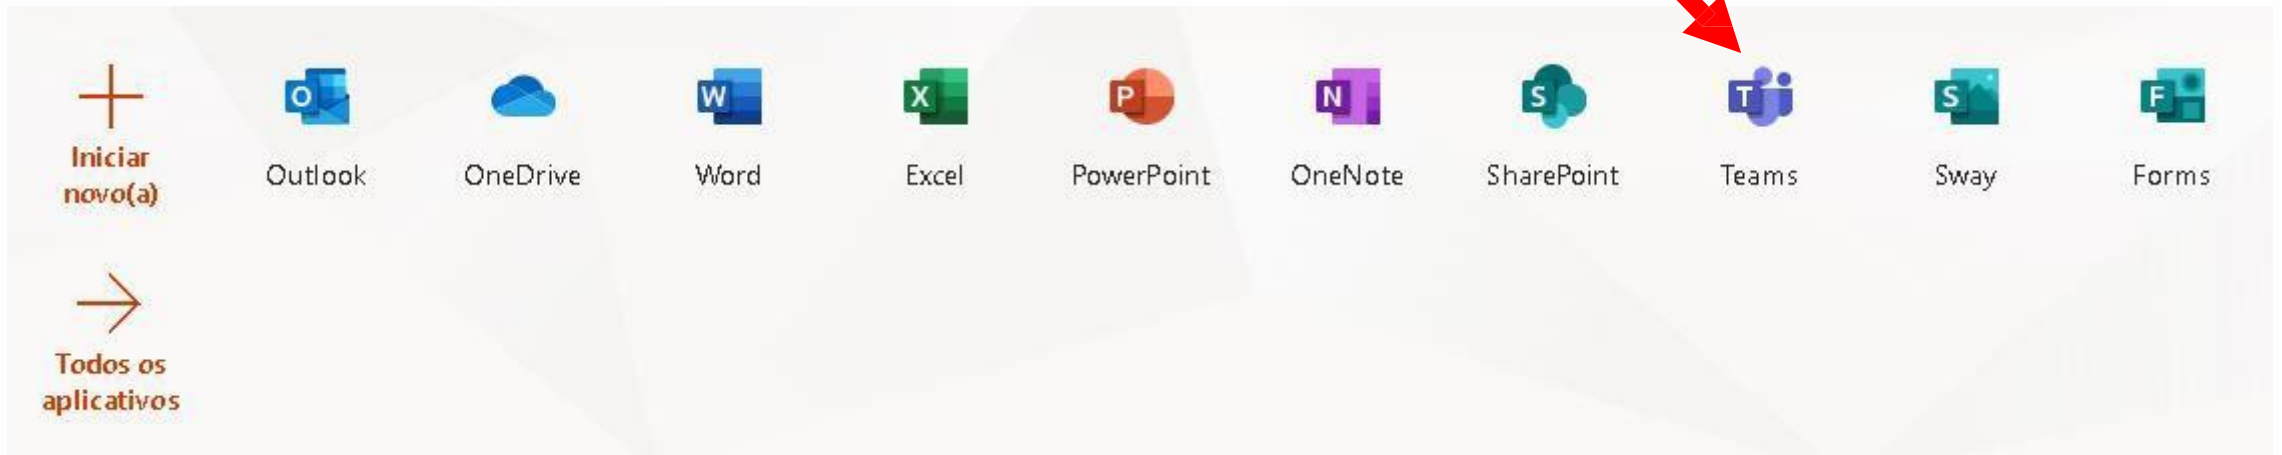 Iniciar
novo(a)
Outlook
OneDrive
Word
Excel
PowerPoint
OneNote
SharePoint
Teams
Sway
Forms
Todos os
aplicativos